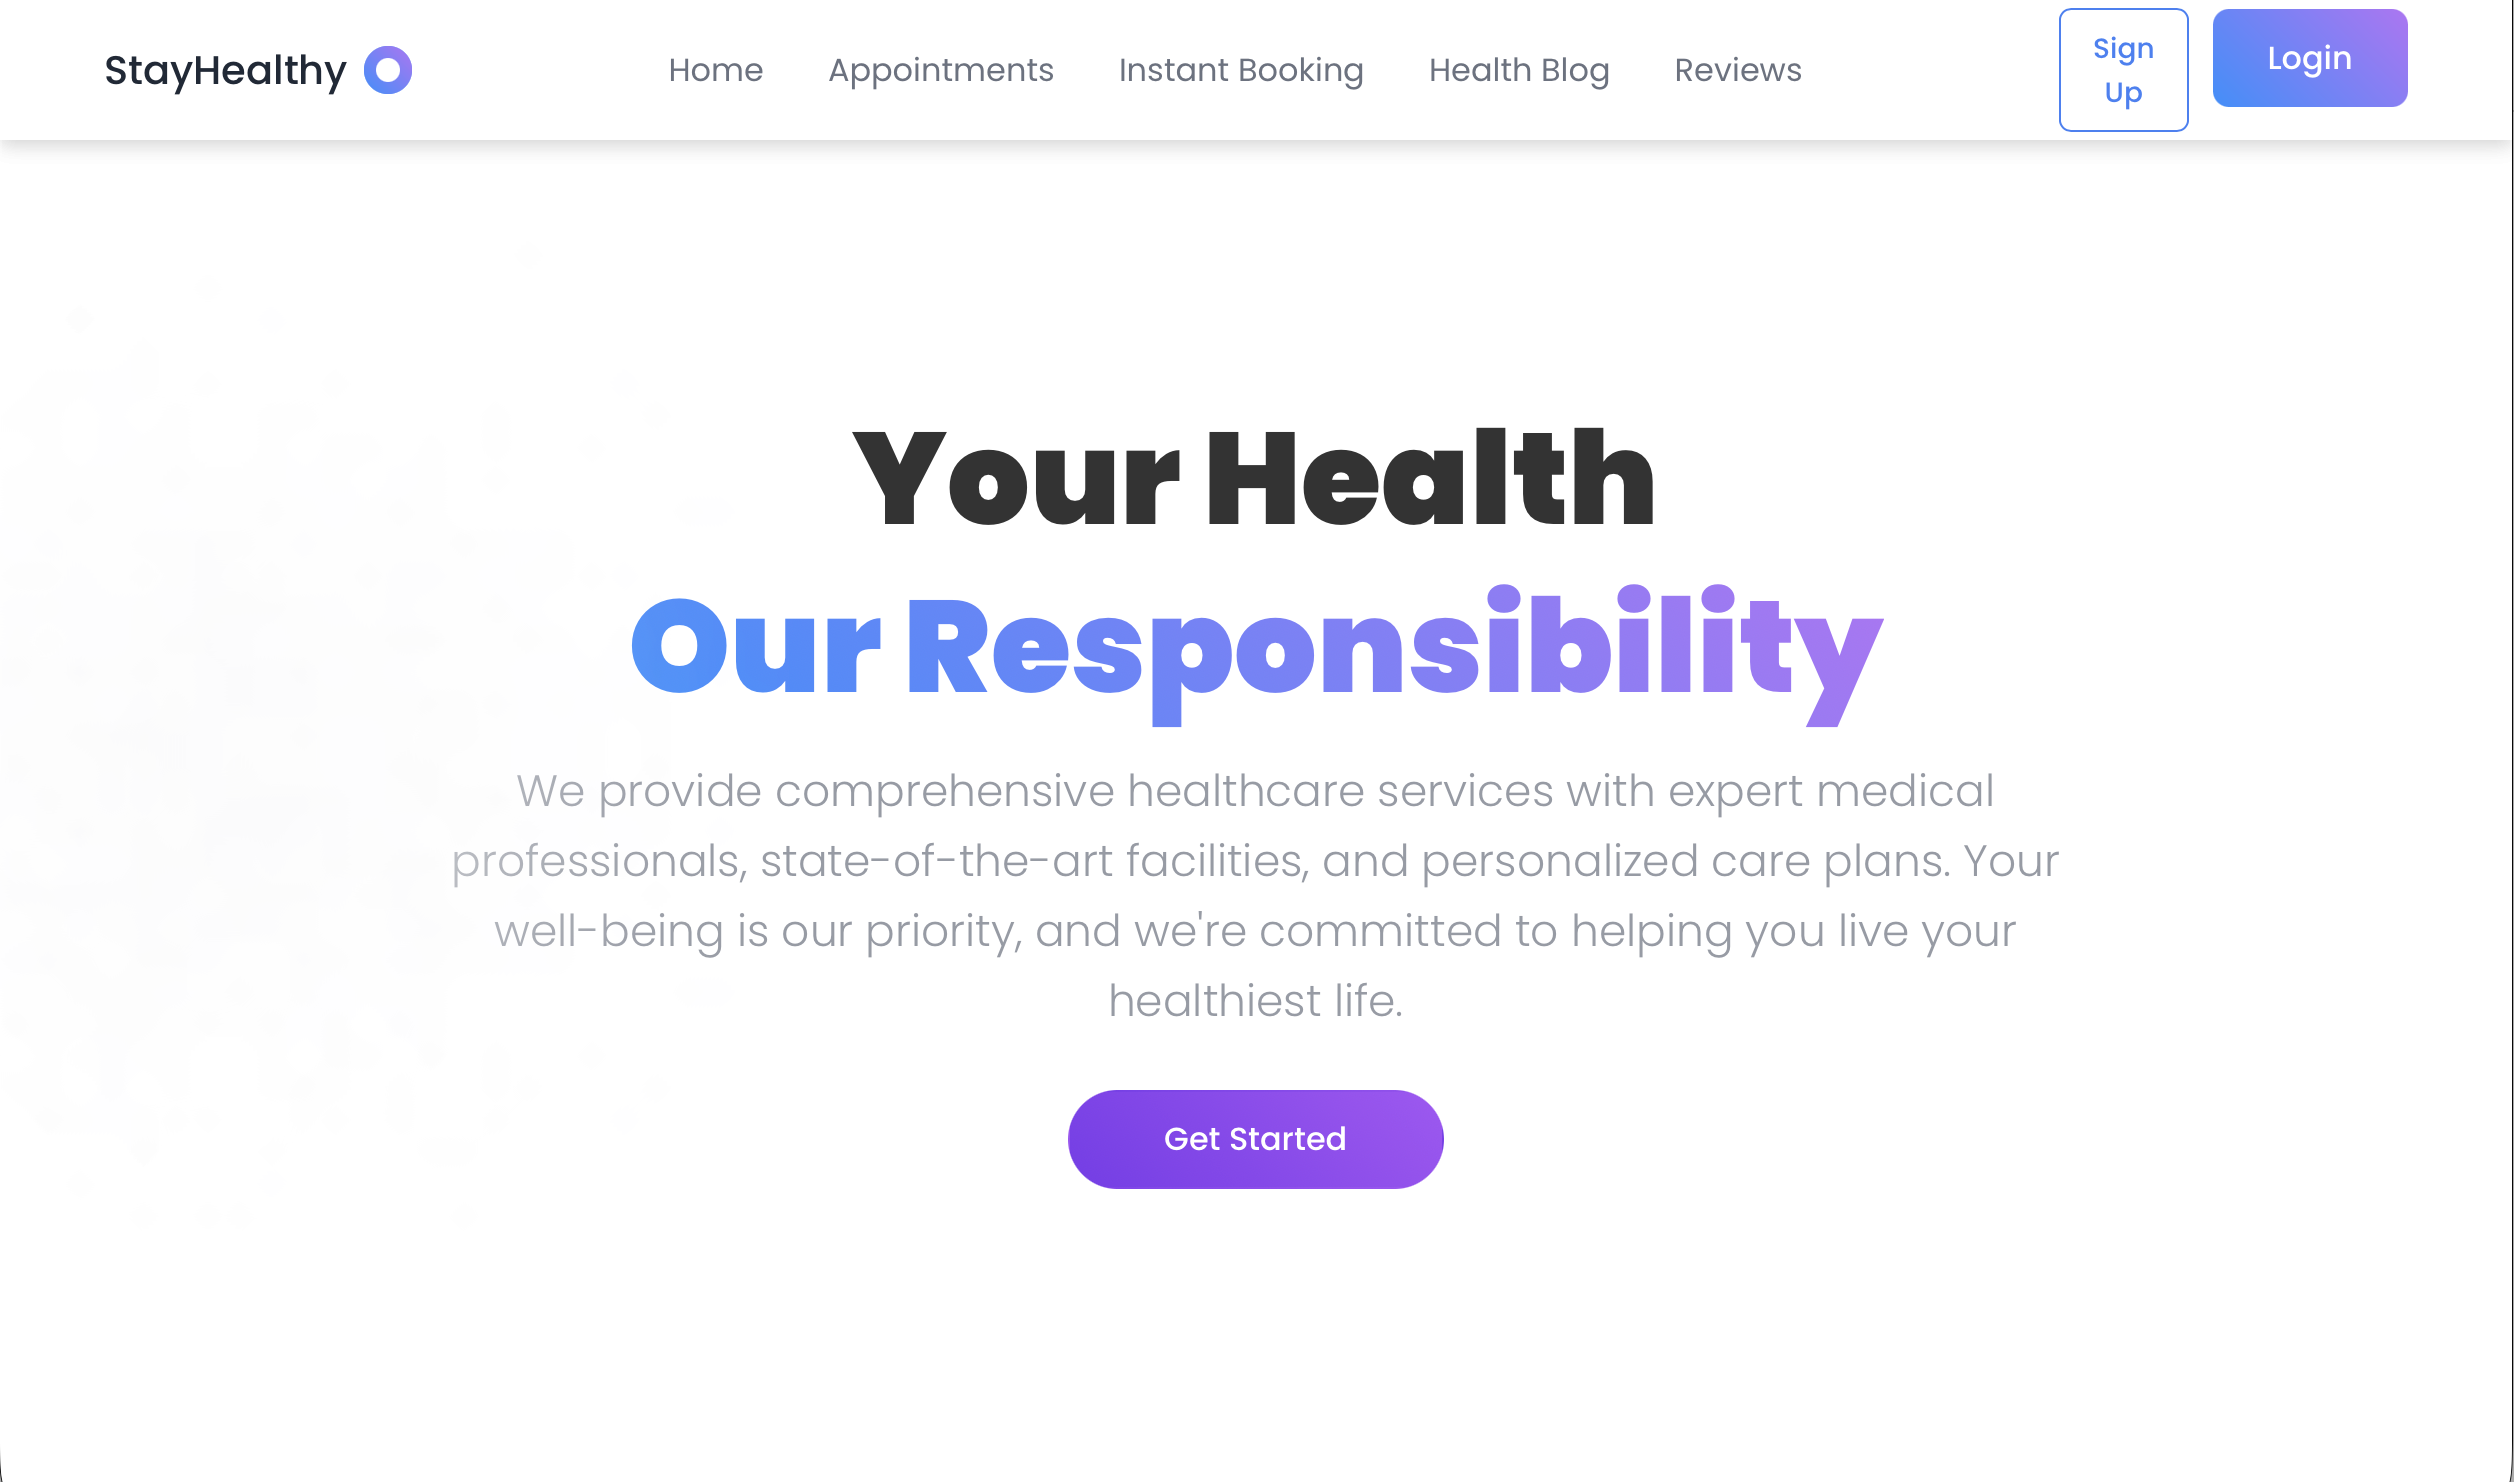 StayHealthy
Home
Appointments
Instant Booking
Health Blog
Reviews
Sign
Up
Login
Your Health
Our Responsibility
We provide comprehensive healthcare services with expert medical
professionals, state-of-the-art facilities, and personalized care plans. Your
well-being is our priority, and we're committed to helping you live your
healthiest life.
Get Started